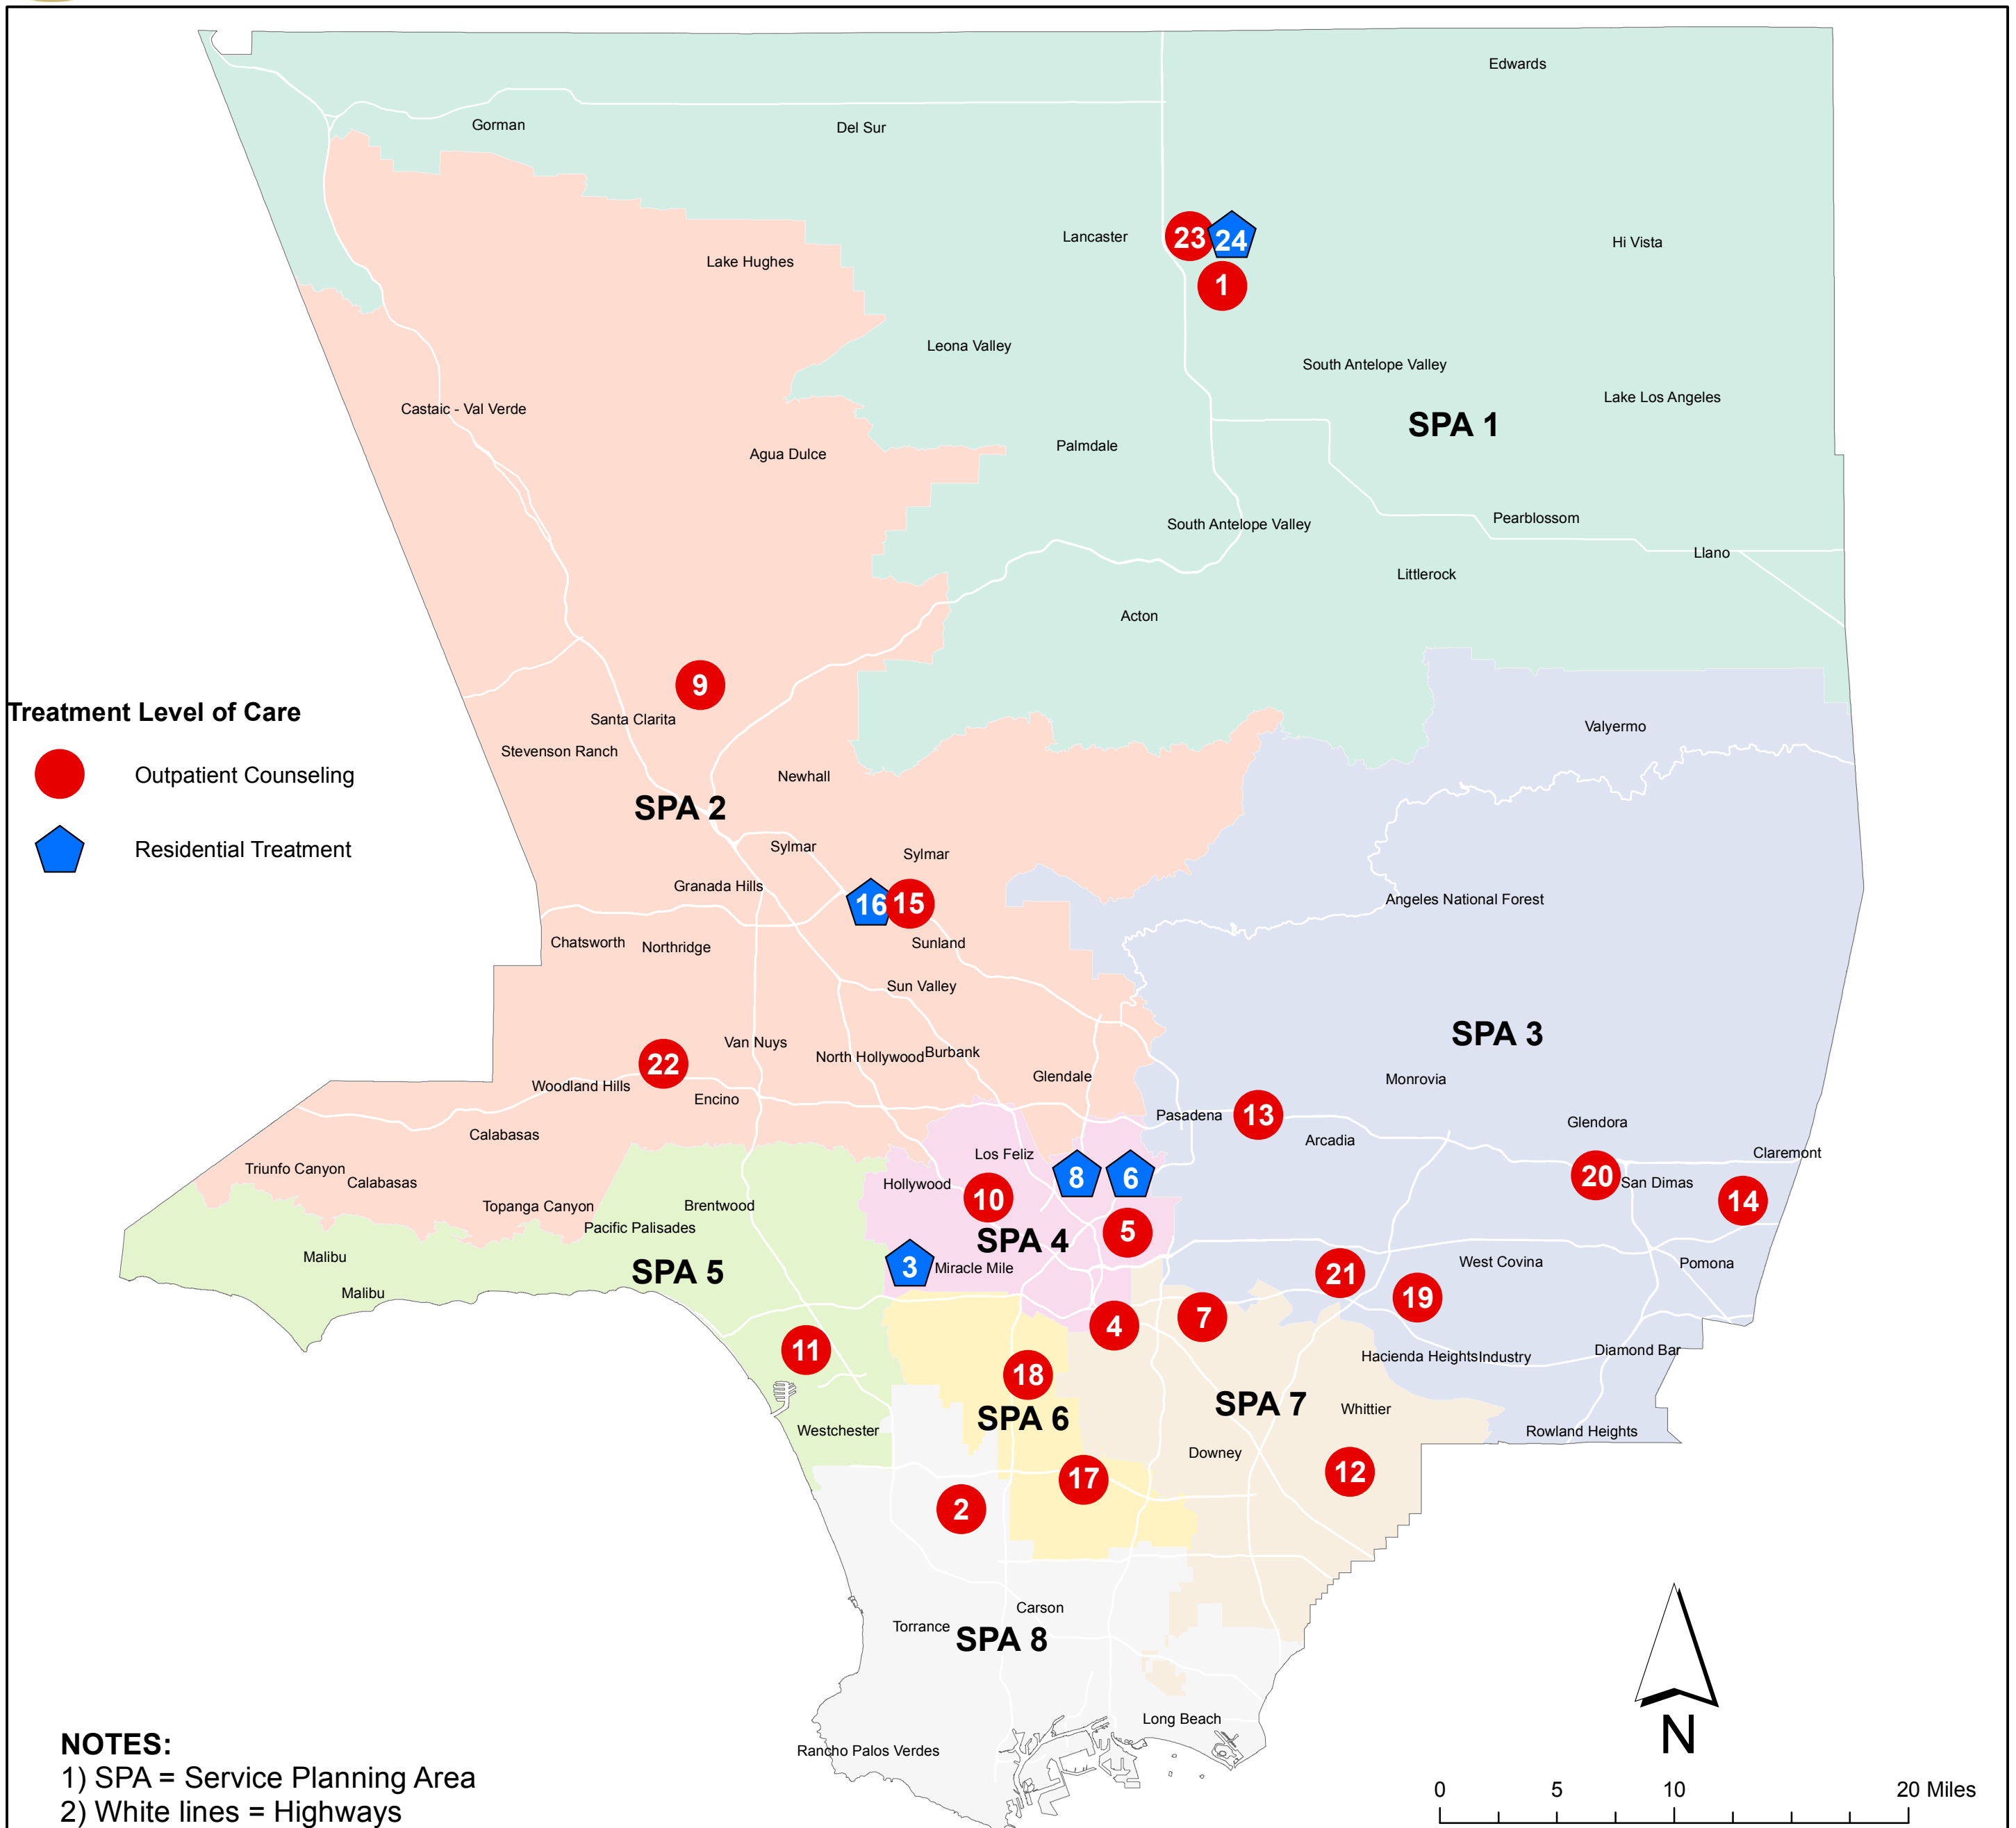 Edwards
Gorman
Del Sur
Lancaster
23
24
Hi Vista
Lake Hughes
1
Leona Valley
South Antelope Valley
Lake Los Angeles
Castaic - Val Verde
SPA 1
Palmdale
Agua Dulce
Pearblossom
South Antelope Valley
Llano
Littlerock
Acton
9
Treatment Level of Care
Santa Clarita
Valyermo
Stevenson Ranch
Outpatient Counseling
Newhall
SPA 2
Residential Treatment
Sylmar
Sylmar
Granada Hills
16
15
Angeles National Forest
Chatsworth
Northridge
Sunland
Sun Valley
SPA 3
Van Nuys
North Hollywood
Burbank
22
Glendale
Monrovia
Woodland Hills
Encino
Pasadena
13
Glendora
Calabasas
Arcadia
Los Feliz
Claremont
Triunfo Canyon
Calabasas
Hollywood
8
6
20
San Dimas
10
14
Topanga Canyon
Brentwood
Pacific Palisades
5
SPA 4
Malibu
SPA 5
3
Miracle Mile
21
West Covina
Pomona
Malibu
19
7
4
11
Hacienda Heights
Industry
Diamond Bar
18
SPA 7
Whittier
SPA 6
Westchester
Rowland Heights
Downey
12
17
2
Carson
Torrance
SPA 8
Long Beach
N
Rancho Palos Verdes
NOTES:
1) SPA = Service Planning Area
2) White lines = Highways
0 5 10 20 Miles